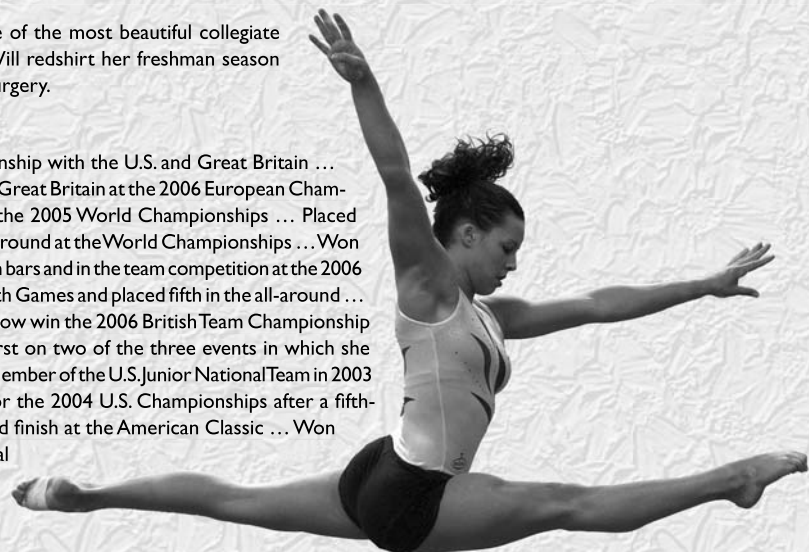 of the most beautiful collegiate
Will redshirt her freshman season
urgery.
nship with the U.S. and Great Britain …
Great Britain at the 2006 European Cham-
the 2005 World Championships … Placed
round at the World Championships … Won
bars and in the team competition at the 2006
th Games and placed fifth in the all-around …
ow win the 2006 British Team Championship
rst on two of the three events in which she
ember of the U.S. Junior National Team in 2003
or the 2004 U.S. Championships after a fifth-
d finish at the American Classic … Won
al